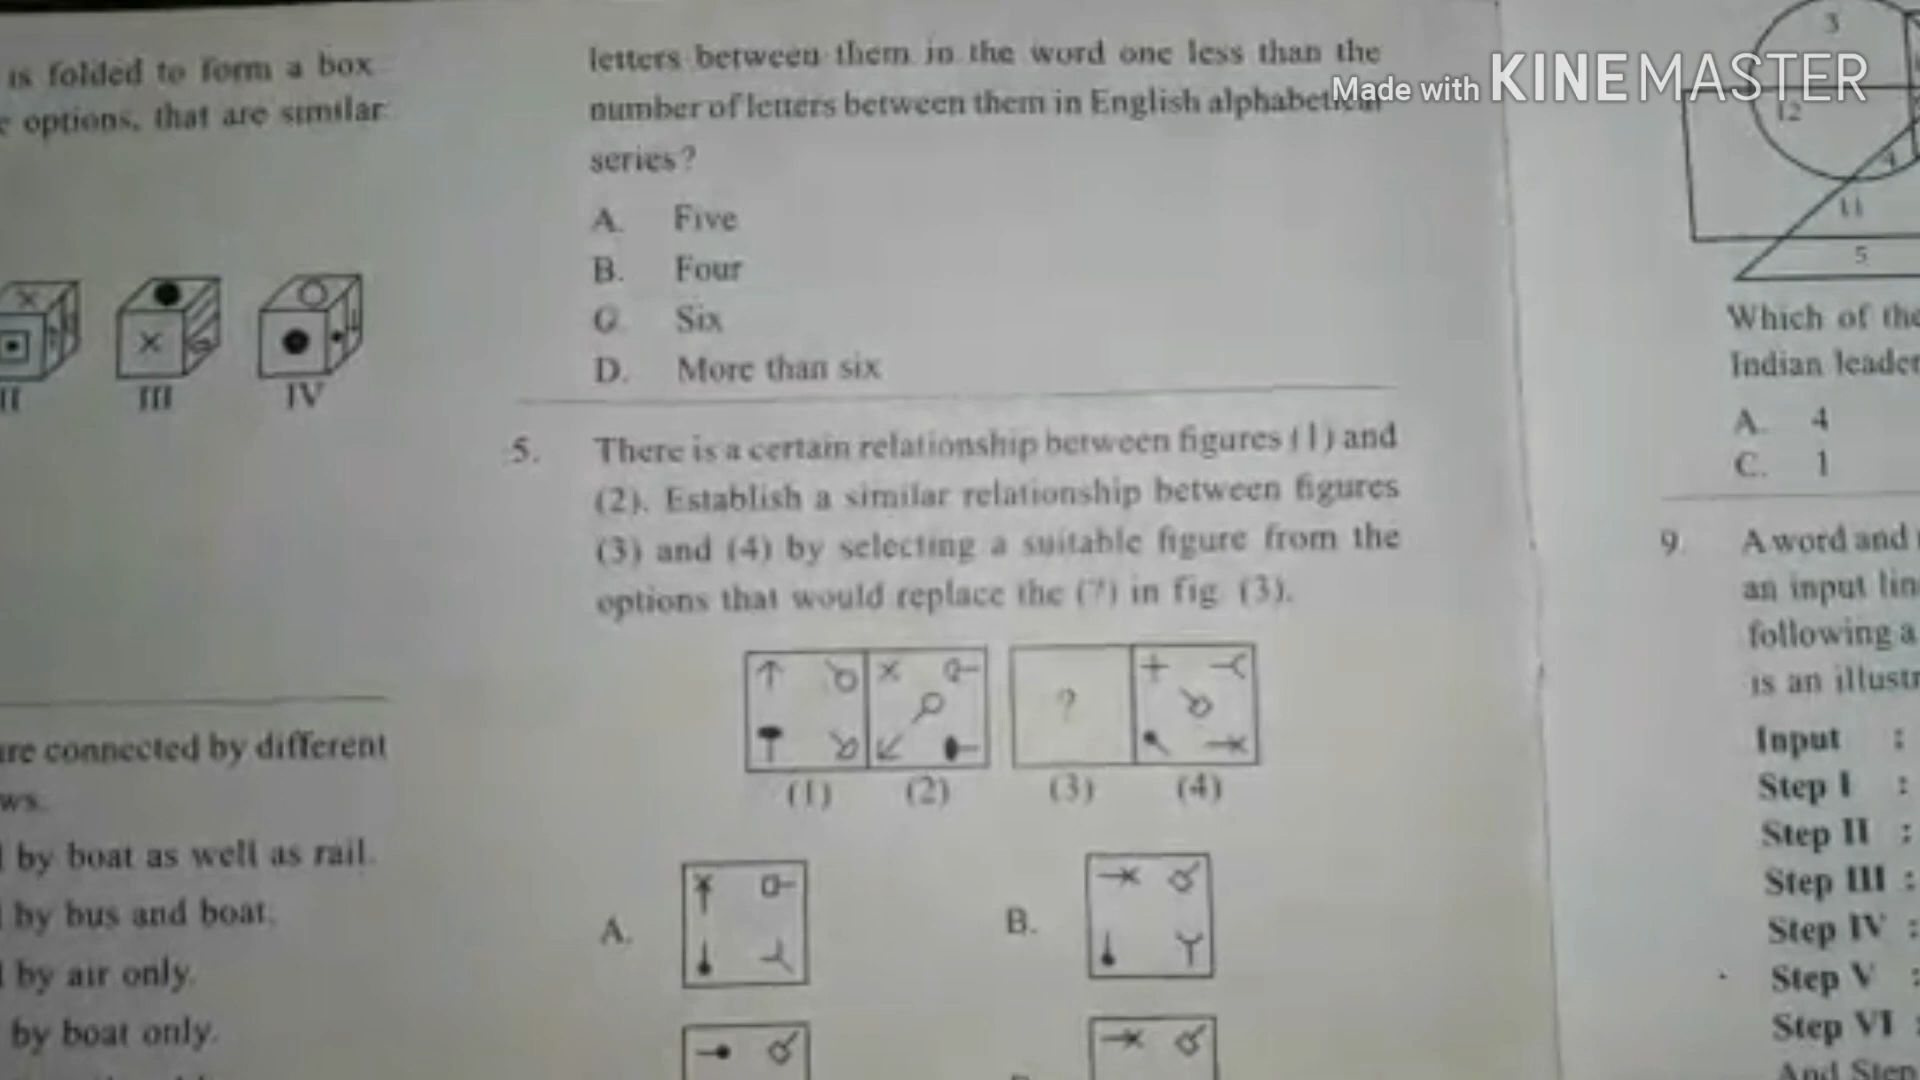 is folded to form a box
options, that are similar
II III IV
are connected by different
by boat as well as rail.
by bus and boat.
by air only.
by boat only.
letters between them in the word one less than the
number of letters between them in English alphabetical
series?
A. Five
B. Four
C. Six
D. More than six
5. There is a certain relationship between figures (1) and
(2). Establish a similar relationship between figures
(3) and (4) by selecting a suitable figure from the
options that would replace the (?) in fig. (3).
?
(1) (2) (3) (4)
A. B.
Made with KINEMASTER
3
12
4
11
5
Which of the
Indian leader
A. 4
C. 1
9. A word and
an input lin
following a
is an illustr
Input :
Step I :
Step II :
Step III :
Step IV :
Step V :
Step VI :
And Step